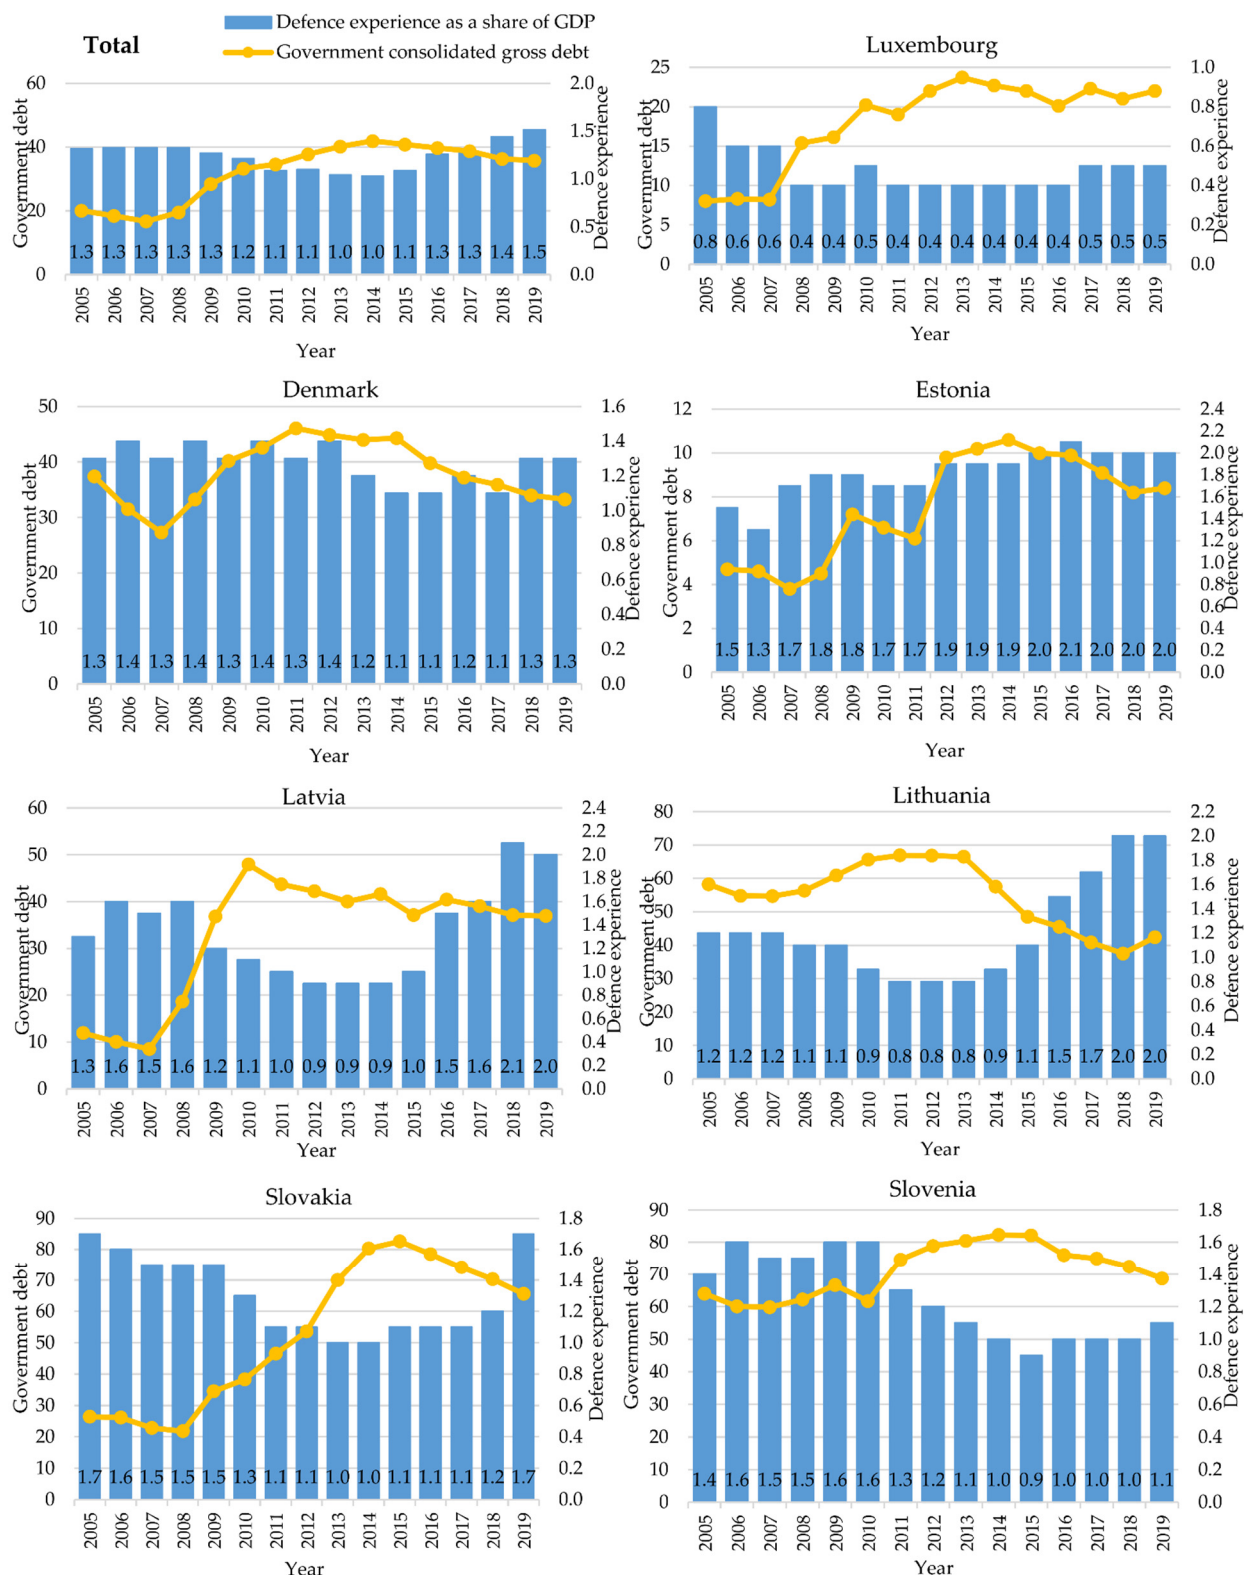 Defence experience as a share of GDP
Government consolidated gross debt
Total
60
40
20
0
Government debt
2.0
1.5
1.0
0.5
0.0
Defence experience
1.3 1.3 1.3 1.3 1.3 1.2 1.1 1.1 1.0 1.0 1.1 1.3 1.3 1.4 1.5
2005 2006 2007 2008 2009 2010 2011 2012 2013 2014 2015 2016 2017 2018 2019
Year
Luxembourg
25
20
15
10
5
0
Government debt
1.0
0.8
0.6
0.4
0.2
0.0
Defence experience
0.8 0.6 0.6 0.4 0.4 0.5 0.4 0.4 0.4 0.4 0.4 0.4 0.5 0.5 0.5
2005 2006 2007 2008 2009 2010 2011 2012 2013 2014 2015 2016 2017 2018 2019
Year
Denmark
50
40
30
20
10
0
Government debt
1.6
1.4
1.2
1.0
0.8
0.6
0.4
0.2
0.0
Defence experience
1.3 1.4 1.3 1.4 1.3 1.4 1.3 1.4 1.2 1.1 1.1 1.2 1.1 1.3 1.3
2005 2006 2007 2008 2009 2010 2011 2012 2013 2014 2015 2016 2017 2018 2019
Year
Estonia
12
10
8
6
4
2
0
Government debt
2.4
2.2
2.0
1.8
1.6
1.4
1.2
1.0
0.8
0.6
0.4
0.2
0.0
Defence experience
1.5 1.3 1.7 1.8 1.8 1.7 1.7 1.9 1.9 1.9 2.0 2.1 2.0 2.0 2.0
2005 2006 2007 2008 2009 2010 2011 2012 2013 2014 2015 2016 2017 2018 2019
Year
Latvia
60
50
40
30
20
10
0
Government debt
2.4
2.2
2.0
1.8
1.6
1.4
1.2
1.0
0.8
0.6
0.4
0.2
0.0
Defence experience
1.3 1.6 1.5 1.6 1.2 1.1 1.0 0.9 0.9 0.9 1.0 1.5 1.6 2.1 2.0
2005 2006 2007 2008 2009 2010 2011 2012 2013 2014 2015 2016 2017 2018 2019
Year
Lithuania
80
70
60
50
40
30
20
10
0
Government debt
2.2
2.0
1.8
1.6
1.4
1.2
1.0
0.8
0.6
0.4
0.2
0.0
Defence experience
1.2 1.2 1.2 1.1 1.1 0.9 0.8 0.8 0.8 0.9 1.1 1.5 1.7 2.0 2.0
2005 2006 2007 2008 2009 2010 2011 2012 2013 2014 2015 2016 2017 2018 2019
Year
Slovakia
90
80
70
60
50
40
30
20
10
0
Government debt
1.8
1.6
1.4
1.2
1.0
0.8
0.6
0.4
0.2
0.0
Defence experience
1.7 1.6 1.5 1.5 1.5 1.3 1.1 1.1 1.0 1.0 1.1 1.1 1.1 1.2 1.7
2005 2006 2007 2008 2009 2010 2011 2012 2013 2014 2015 2016 2017 2018 2019
Year
Slovenia
90
80
70
60
50
40
30
20
10
0
Government debt
1.8
1.6
1.4
1.2
1.0
0.8
0.6
0.4
0.2
0.0
Defence experience
1.4 1.6 1.5 1.5 1.6 1.6 1.3 1.2 1.1 1.0 0.9 1.0 1.0 1.0 1.1
2005 2006 2007 2008 2009 2010 2011 2012 2013 2014 2015 2016 2017 2018 2019
Year